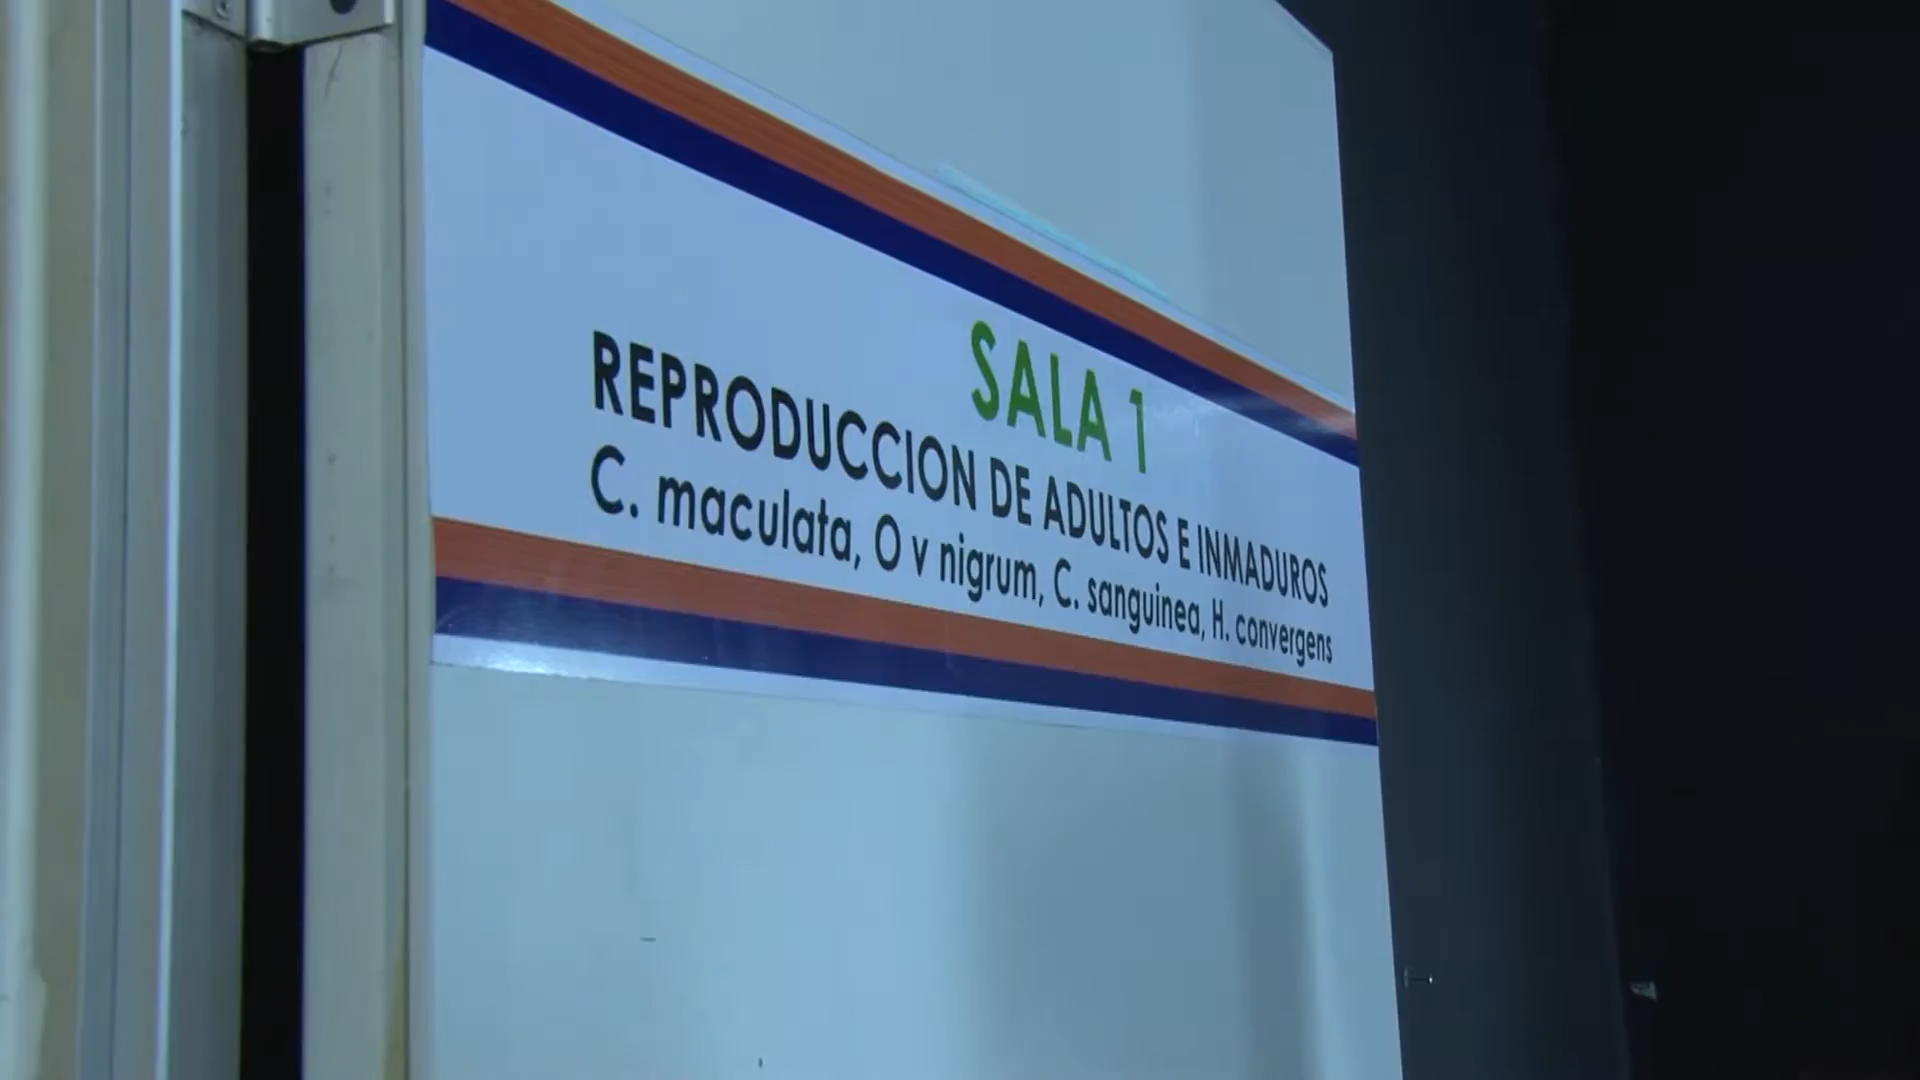 SALA 1
REPRODUCCION DE ADULTOS E INMADUROS
C. maculata, O v nigrum, C. sanguinea, H. convergens